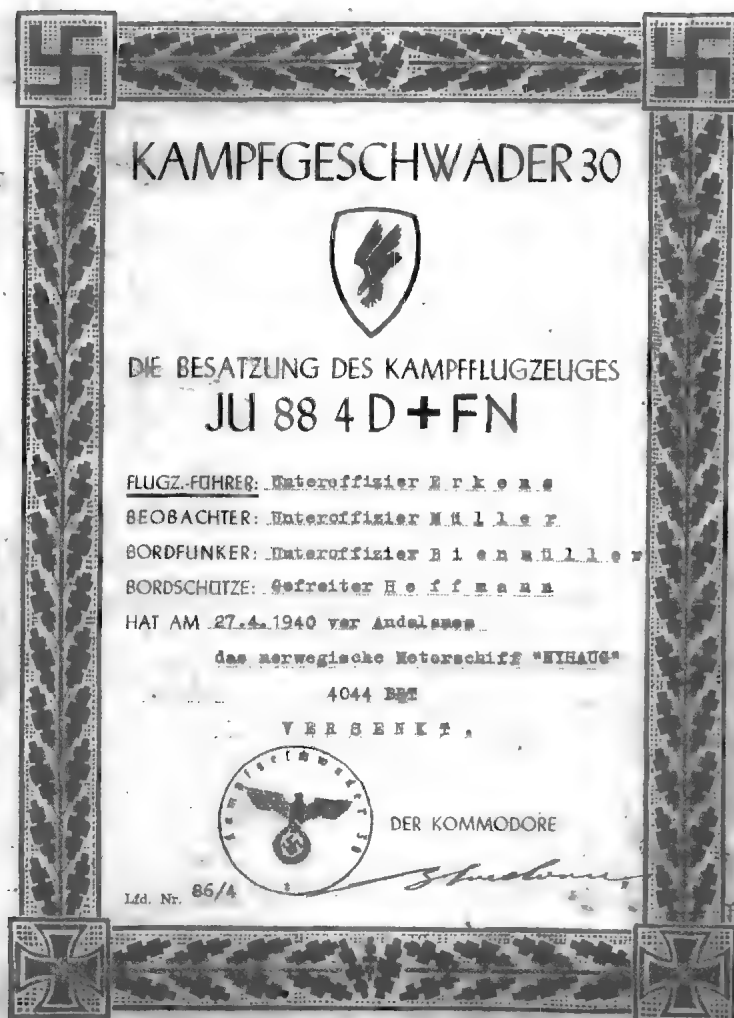 KAMPFGESCHWADER 30
DIE BESATZUNG DES KAMPFFLUGZEUGES
JU 88 4 D + FN
FLUGZ.-FÜHRER: Unteroffizier E r k e n s
BEOBACHTER: Unteroffizier M ü l l e r
BORDFUNKER: Unteroffizier B i e n m ü l l e r
BORDSCHÜTZE: Gefreiter H o f f m a n n
HAT AM 27.4.1940 vor Andalsnes
das norwegische Motorschiff "NYHAUG"
4044 BRT
V E R S E N K T .
Kampfgeschwader 30
DER KOMMODORE
Lfd. Nr. 86/4